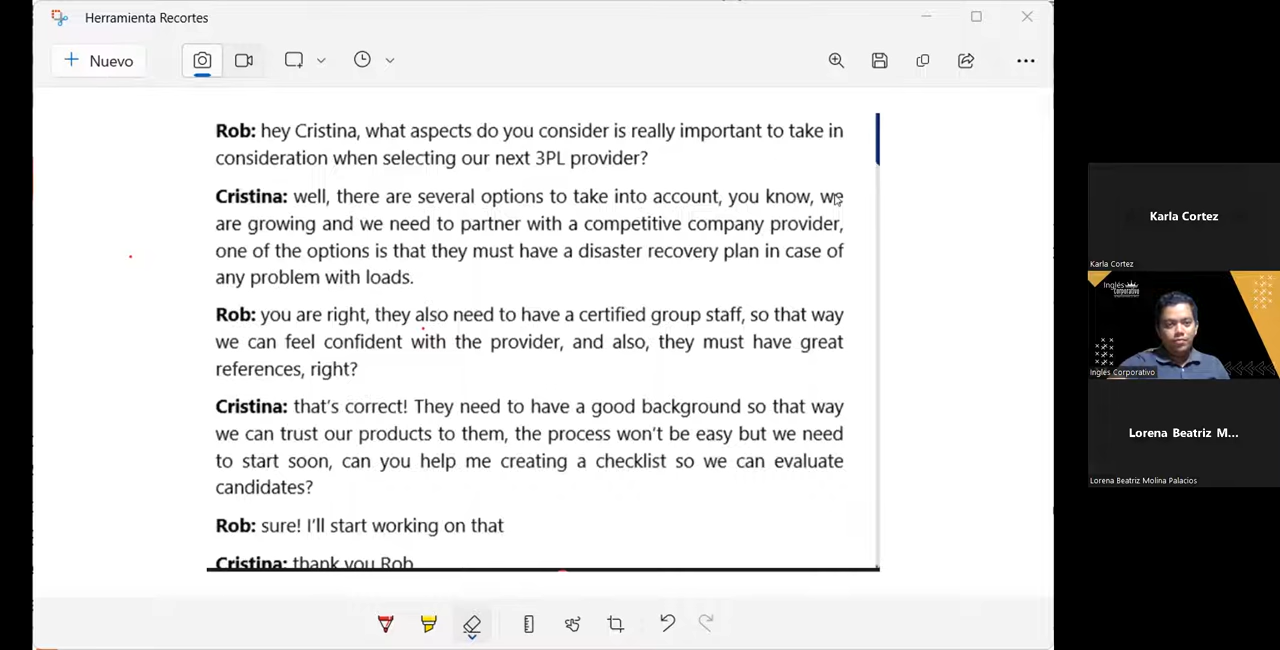 Herramienta Recortes
Nuevo
Rob: hey Cristina, what aspects do you consider is really important to take in
consideration when selecting our next 3PL provider?
Cristina: well, there are several options to take into account, you know, we
are growing and we need to partner with a competitive company provider,
one of the options is that they must have a disaster recovery plan in case of
any problem with loads.
Rob: you are right, they also need to have a certified group staff, so that way
we can feel confident with the provider, and also, they must have great
references, right?
Cristina: that's correct! They need to have a good background so that way
we can trust our products to them, the process won't be easy but we need
to start soon, can you help me creating a checklist so we can evaluate
candidates?
Rob: sure! I'll start working on that
Cristina: thank you Rob
Karla Cortez
Karla Cortez
Inglés
Corporativo
Inglés Corporativo
Lorena Beatriz M...
Lorena Beatriz Molina Palacios